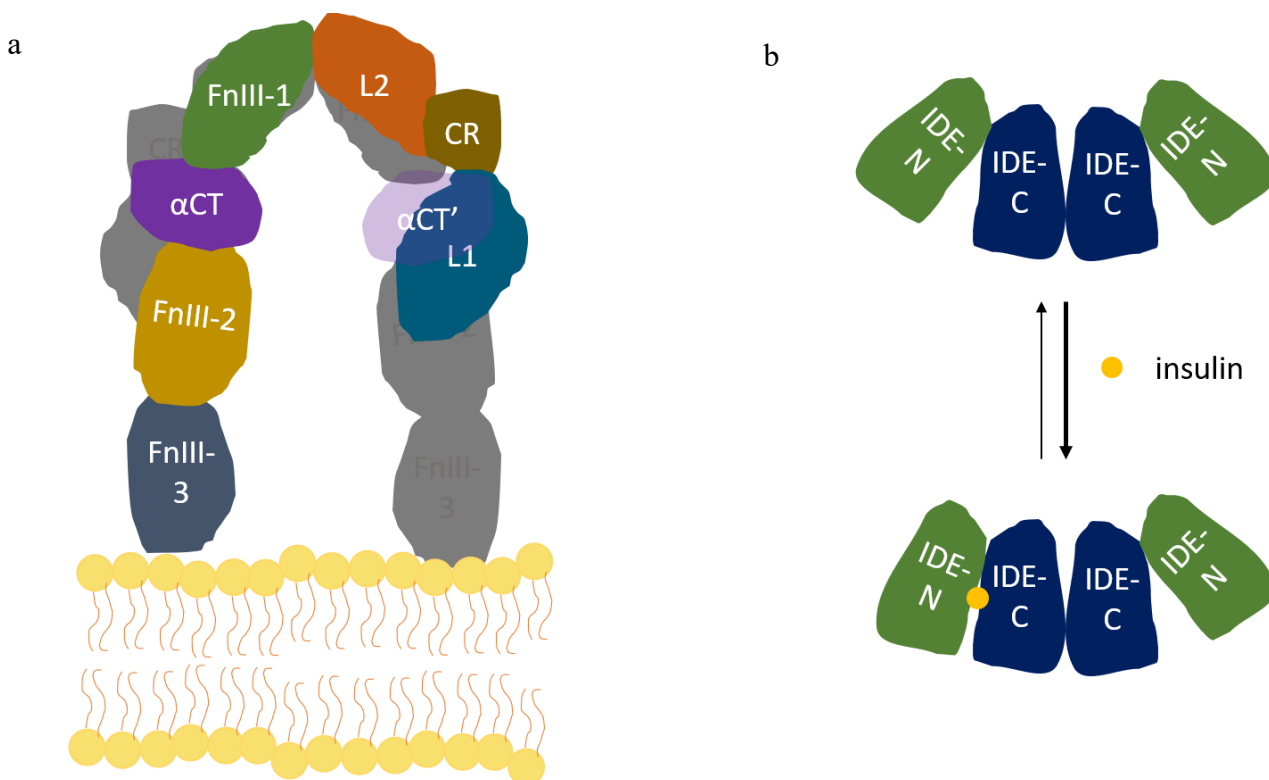 a
FnIII-1
L2
CR
CR
αCT
αCT’
L1
FnIII-2
FnIII-
3
FnIII-
3
b
IDE-
N
IDE-
C
IDE-
C
IDE-
N
insulin
IDE-
N
IDE-
C
IDE-
C
IDE-
N